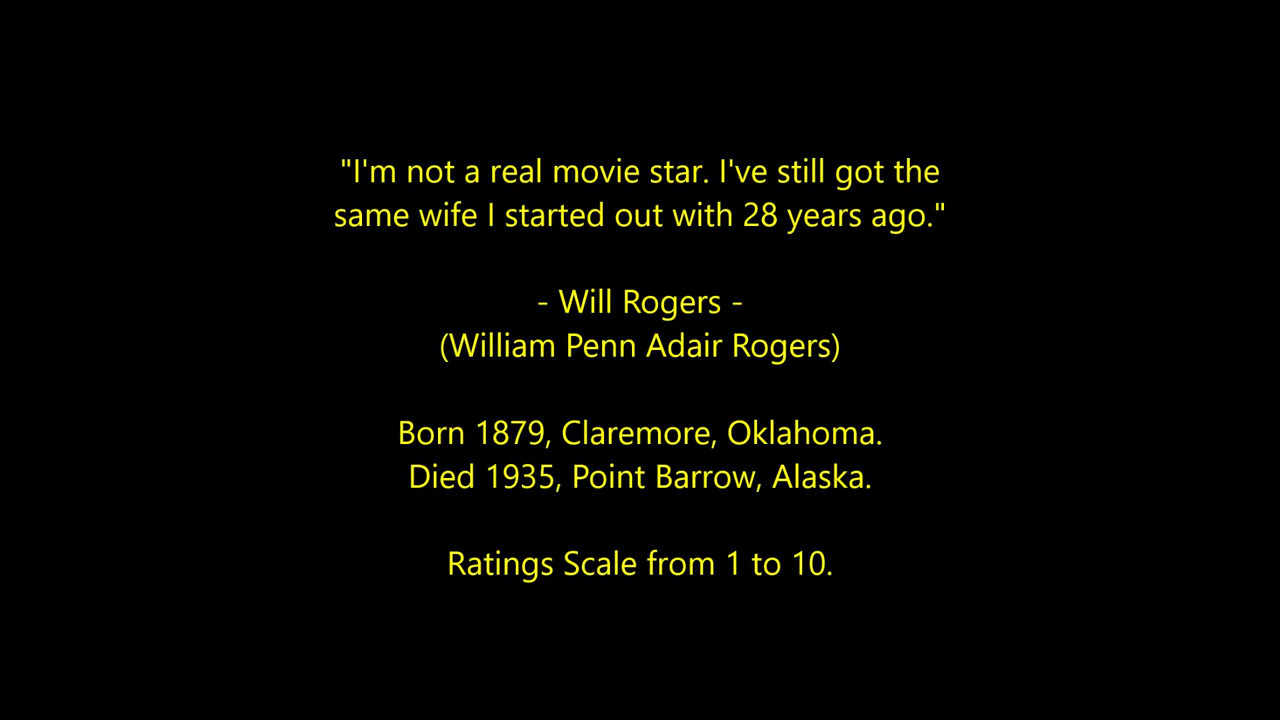 "I'm not a real movie star. I've still got the
same wife I started out with 28 years ago."
- Will Rogers -
(William Penn Adair Rogers)
Born 1879, Claremore, Oklahoma.
Died 1935, Point Barrow, Alaska.
Ratings Scale from 1 to 10.